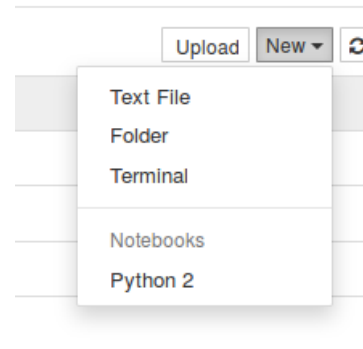 Upload New
Text File
Folder
Terminal
Notebooks
Python 2